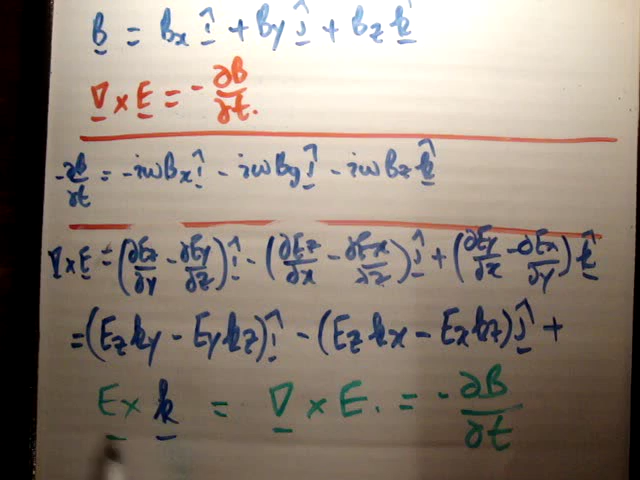 B = Bx î + By ĵ + Bz k̂
∇ × E = - ∂B/∂t.
-∂B/∂t = -iωBx î - iωBy ĵ - iωBz k̂
∇ × E = (∂Ez/∂y - ∂Ey/∂z) î - (∂Ez/∂x - ∂Ex/∂z) ĵ + (∂Ey/∂x - ∂Ex/∂y) k̂
= (Ez ky - Ey kz) î - (Ez kx - Ex kz) ĵ +
E × k = ∇ × E. = - ∂B/∂t